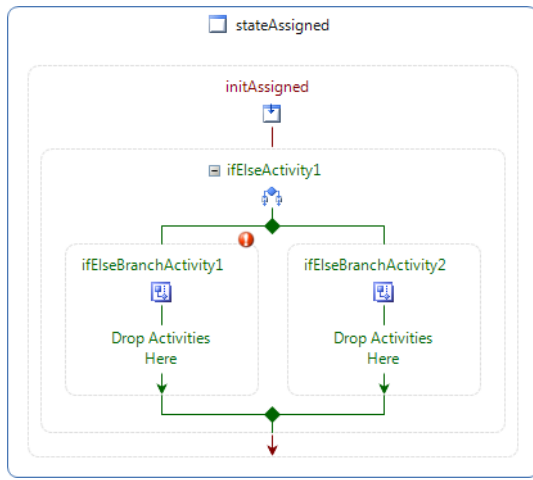 stateAssigned
initAssigned
ifElseActivity1
ifElseBranchActivity1
ifElseBranchActivity2
Drop Activities
Here
Drop Activities
Here